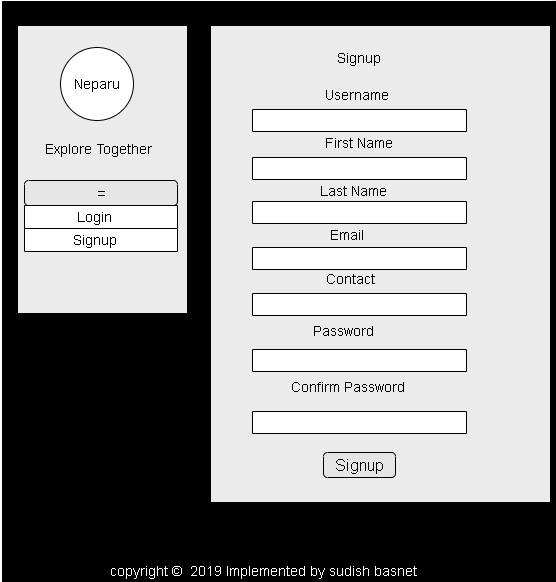 Neparu
Explore Together
=
Login
Signup
Signup
Username
First Name
Last Name
Email
Contact
Password
Confirm Password
Signup
copyright © 2019 Implemented by sudish basnet